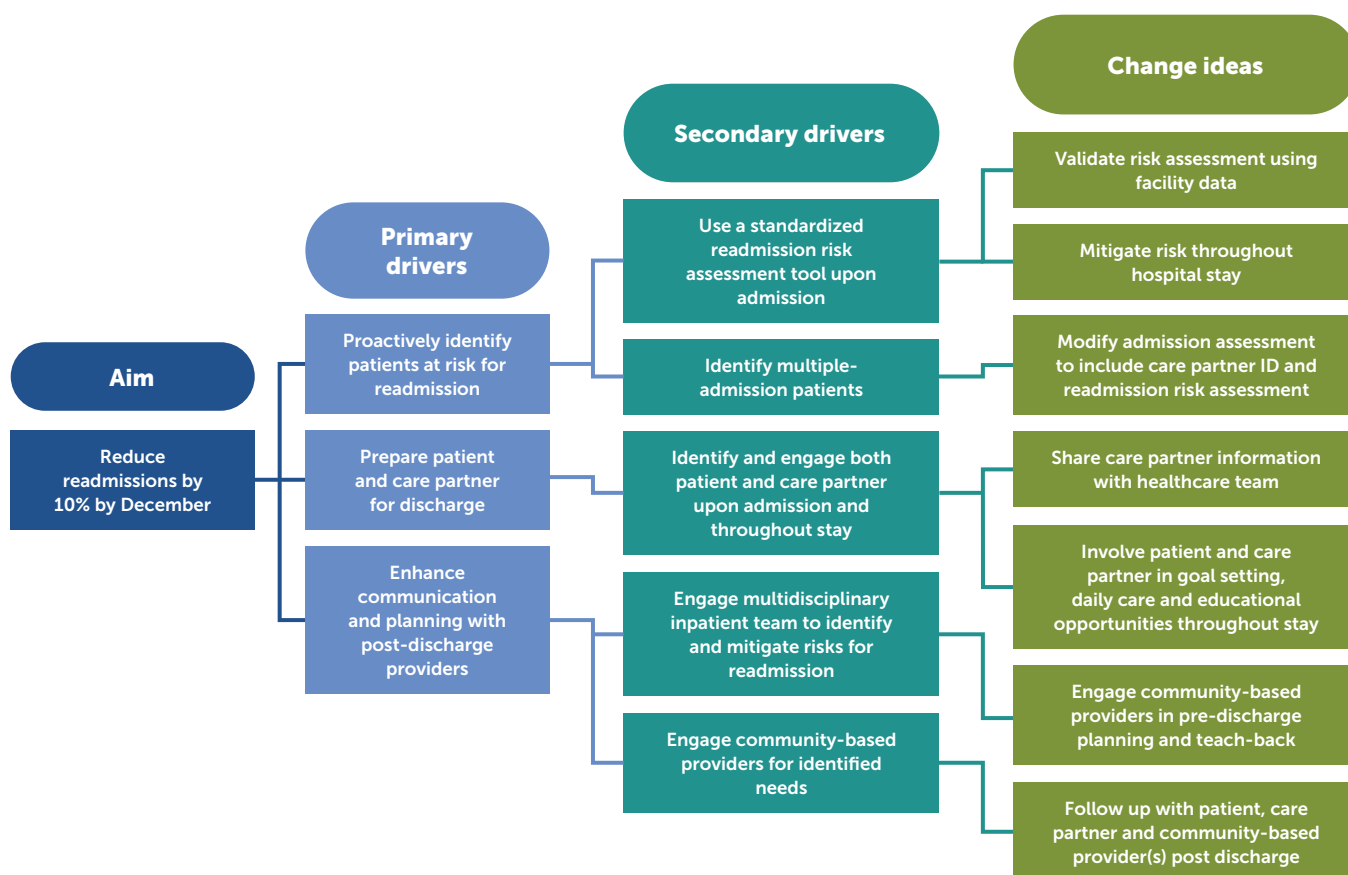 Aim
Reduce
readmissions by
10% by December
Primary
drivers
Proactively identify
patients at risk for
readmission
Prepare patient
and care partner
for discharge
Enhance
communication
and planning with
post-discharge
providers
Secondary drivers
Use a standardized
readmission risk
assessment tool upon
admission
Identify multiple-
admission patients
Identify and engage both
patient and care partner
upon admission and
throughout stay
Engage multidisciplinary
inpatient team to identify
and mitigate risks for
readmission
Engage community-based
providers for identified
needs
Change ideas
Validate risk assessment using
facility data
Mitigate risk throughout
hospital stay
Modify admission assessment
to include care partner ID and
readmission risk assessment
Share care partner information
with healthcare team
Involve patient and care
partner in goal setting,
daily care and educational
opportunities throughout stay
Engage community-based
providers in pre-discharge
planning and teach-back
Follow up with patient, care
partner and community-based
provider(s) post discharge